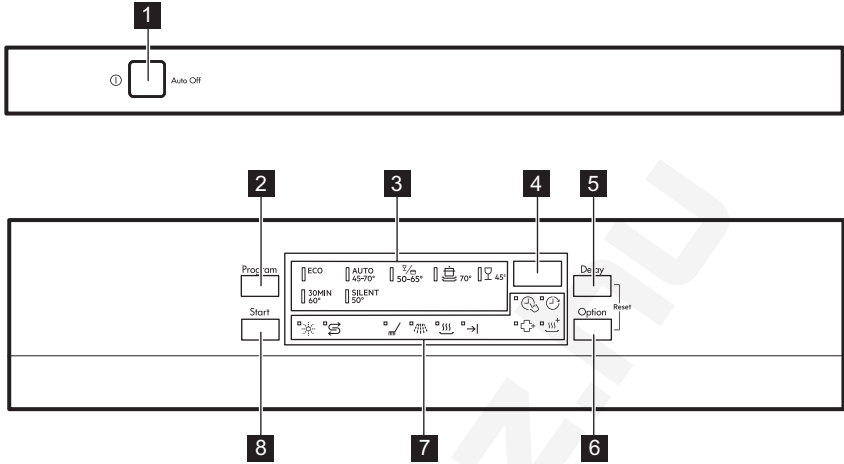 1
Auto Off
2
3
4
5
Program
ECO
AUTO
45-70°
50-65°
70°
45°
Delay
30MIN
60°
SILENT
50°
Reset
Start
Option
8
7
6